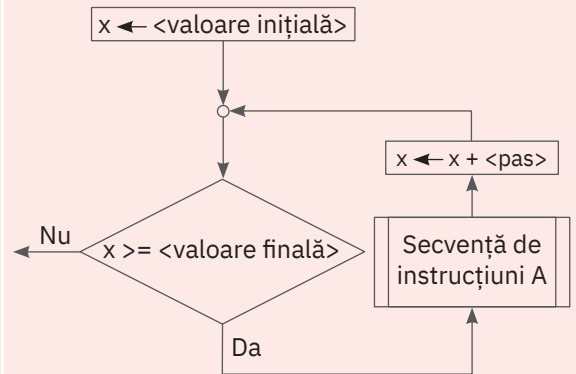 x ← <valoare inițială>
x ← x + <pas>
Nu
x >= <valoare finală>
Secvență de
instrucțiuni A
Da